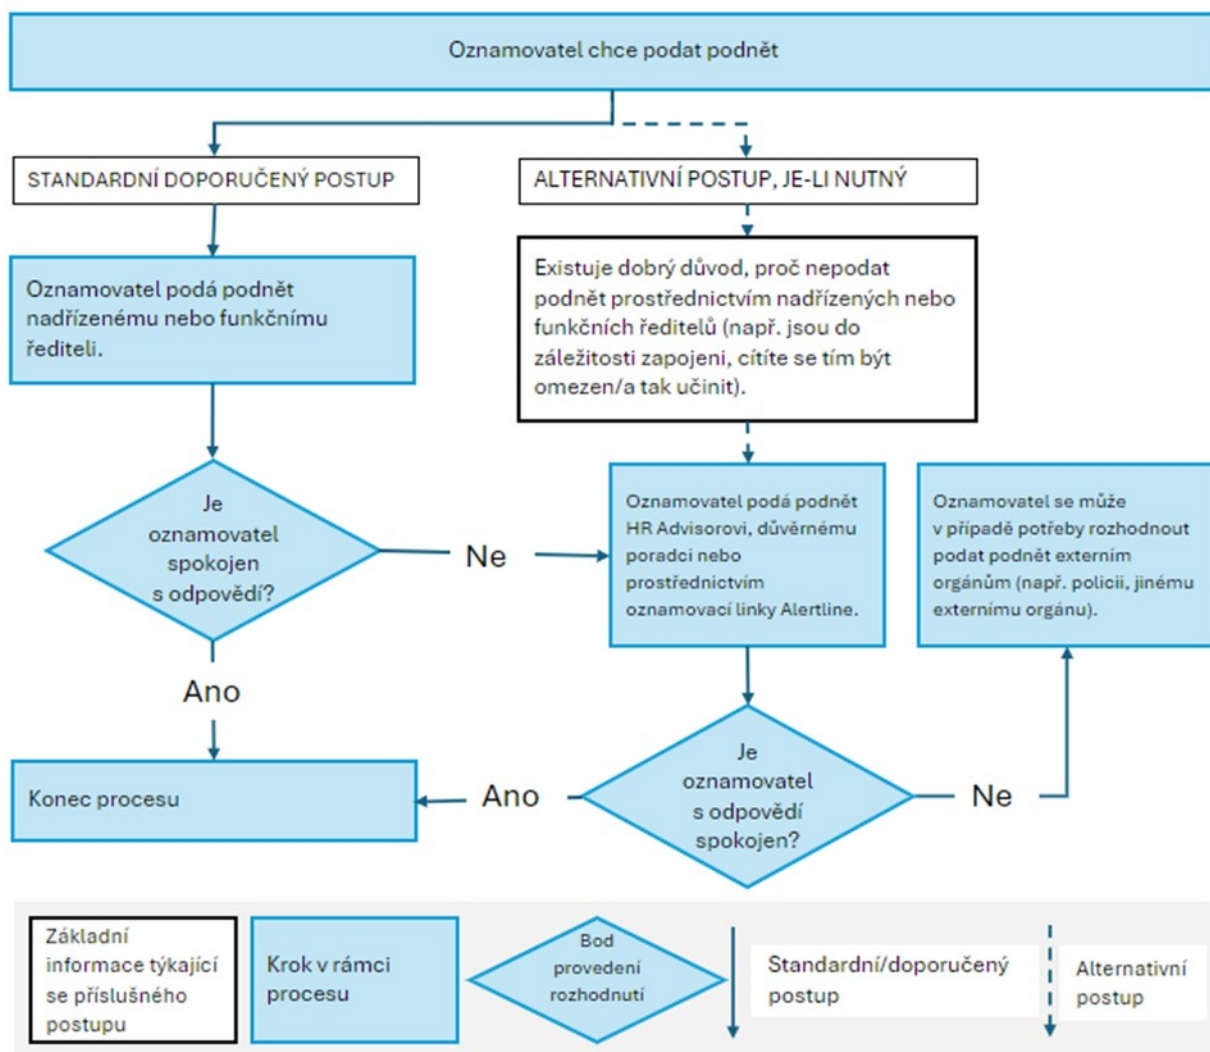 Oznamovatel chce podat podnět
STANDARDNÍ DOPORUČENÝ POSTUP
ALTERNATIVNÍ POSTUP, JE-LI NUTNÝ
Oznamovatel podá podnět
nadřízenému nebo funkčnímu
řediteli.
Existuje dobrý důvod, proč nepodat
podnět prostřednictvím nadřízených nebo
funkčních ředitelů (např. jsou do
záležitosti zapojeni, cítíte se tím být
omezen/a tak učinit).
Je
oznamovatel
spokojen
s odpovědí?
Ne
Oznamovatel podá podnět
HR Advisorovi, důvěrnému
poradci nebo
prostřednictvím
oznamovací linky Alertline.
Oznamovatel se může
v případě potřeby rozhodnout
podat podnět externím
orgánům (např. policii, jinému
externímu orgánu).
Ano
Konec procesu
Ano
Je
oznamovatel
s odpovědí
spokojen?
Ne
Základní
informace týkající
se příslušného
postupu
Krok v rámci
procesu
Bod
provedení
rozhodnutí
Standardní/doporučený
postup
Alternativní
postup